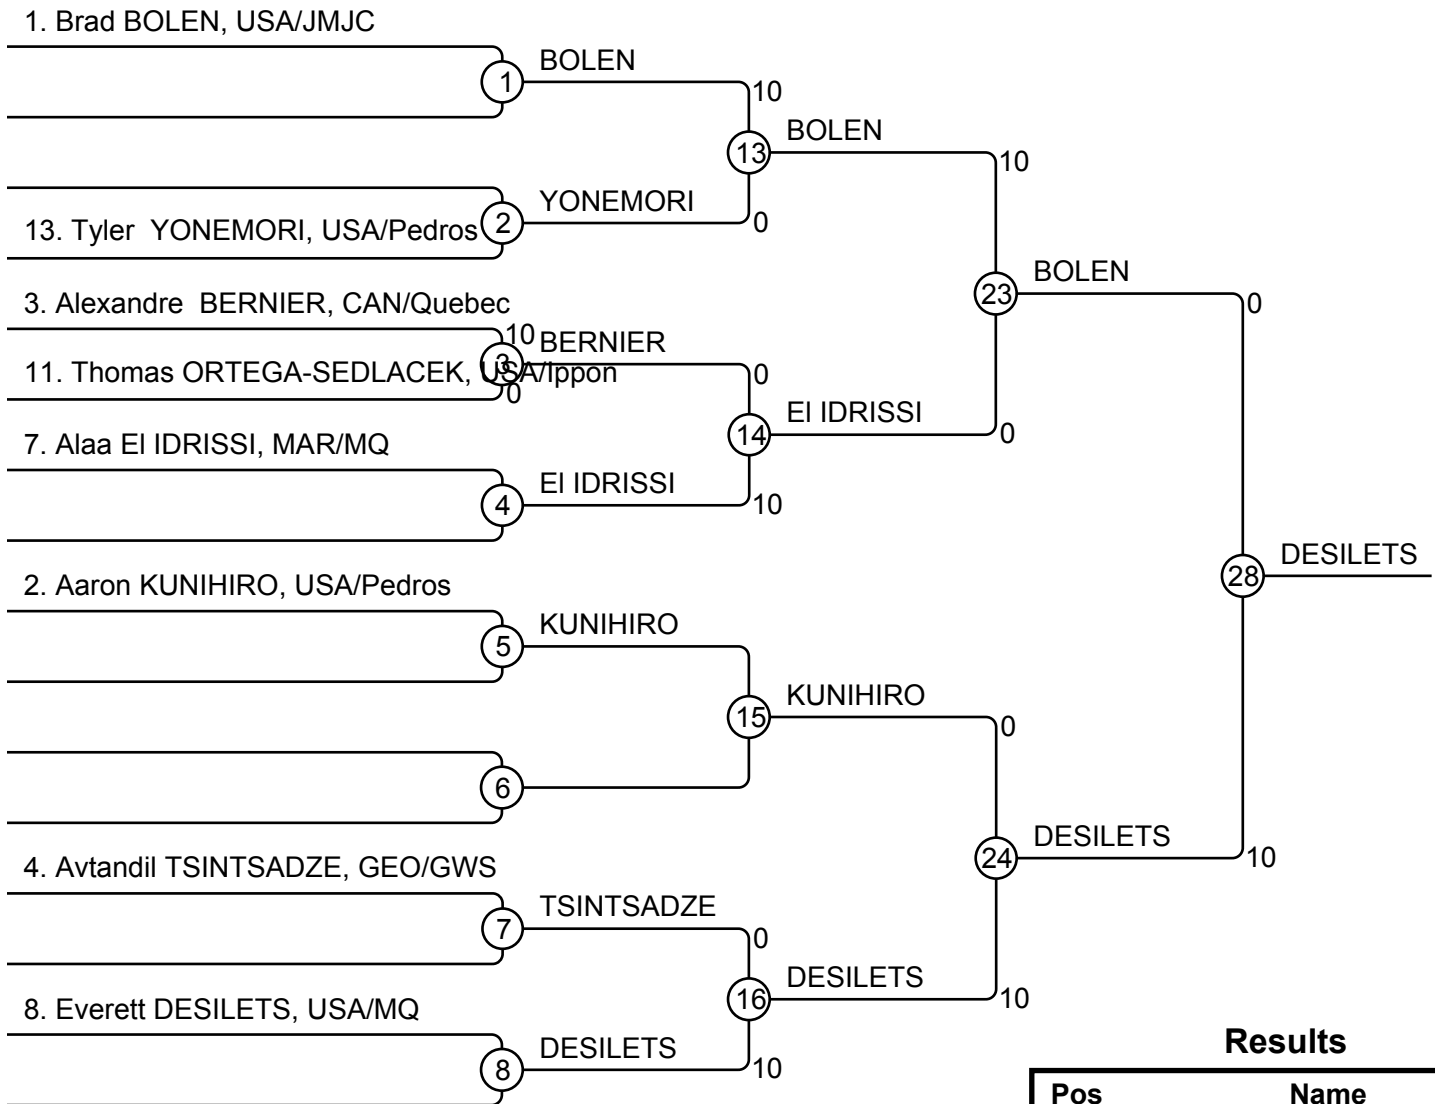 1. Brad BOLEN, USA/JMJC
BOLEN
1
10
BOLEN
13
10
YONEMORI
2
0
13. Tyler  YONEMORI, USA/Pedros
BOLEN
23
0
3. Alexandre  BERNIER, CAN/Quebec
10
BERNIER
3
0
11. Thomas ORTEGA-SEDLACEK, USA/Ippon
0
El IDRISSI
14
0
7. Alaa El IDRISSI, MAR/MQ
El IDRISSI
4
10
DESILETS
28
2. Aaron KUNIHIRO, USA/Pedros
KUNIHIRO
5
KUNIHIRO
15
0
6
DESILETS
24
10
4. Avtandil TSINTSADZE, GEO/GWS
TSINTSADZE
7
0
DESILETS
16
10
8. Everett DESILETS, USA/MQ
DESILETS
8
10
Results
Pos Name